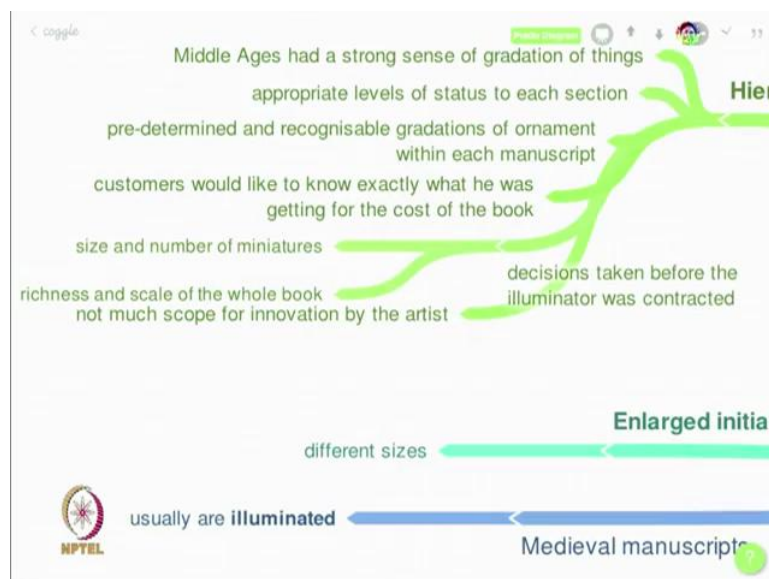 coggle
Middle Ages had a strong sense of gradation of things
appropriate levels of status to each section
Hier
pre-determined and recognisable gradations of ornament
within each manuscript
customers would like to know exactly what he was
getting for the cost of the book
size and number of miniatures
decisions taken before the
illuminator was contracted
richness and scale of the whole book
not much scope for innovation by the artist
Enlarged initia
different sizes
usually are illuminated
Medieval manuscripts
NPTEL
?